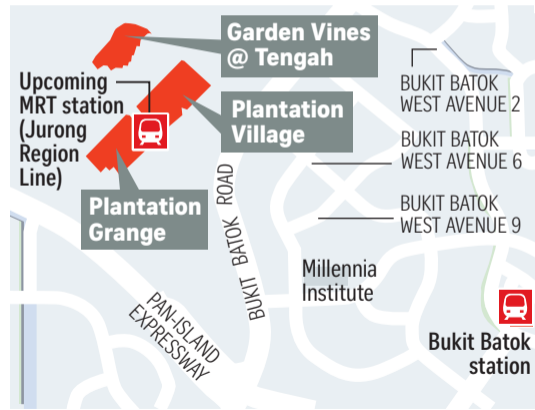 Garden Vines
@ Tengah
Upcoming
MRT station
(Jurong
Region
Line)
Plantation
Village
Plantation
Grange
BUKIT BATOK
WEST AVENUE 2
BUKIT BATOK
WEST AVENUE 6
BUKIT BATOK
WEST AVENUE 9
BUKIT BATOK ROAD
PAN-ISLAND
EXPRESSWAY
Millennia
Institute
Bukit Batok
station